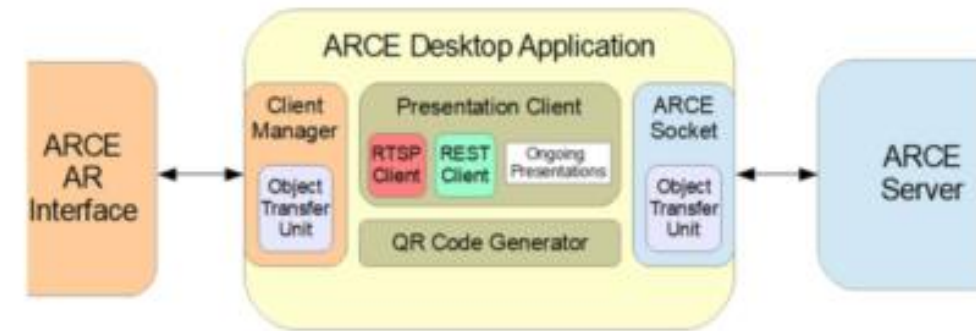 ARCE Desktop Application
ARCE
AR
Interface
Client
Manager
Object
Transfer
Unit
Presentation Client
RTSP
Client
REST
Client
Ongoing
Presentations
QR Code Generator
ARCE
Socket
Object
Transfer
Unit
ARCE
Server